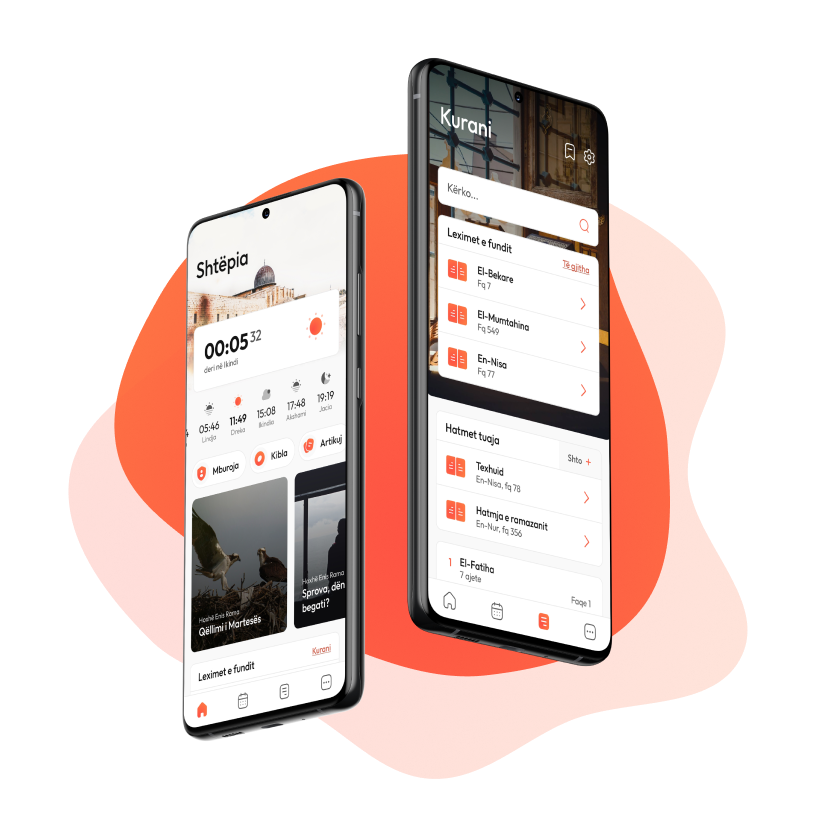 Shtëpia
00:05 32
deri në Ikindi
05:46
Lindja
11:49
Dreka
15:08
Ikindia
17:48
Akshami
19:19
Jacia
Mburoja
Kibla
Artikuj
Hoxhë Enis Rama
Qëllimi i Martesës
Hoxhë Enis Rama
Sprova, dën
begati?
Leximet e fundit
Kurani
Kurani
Kërko...
Leximet e fundit
Të gjitha
El-Bekare
Fq 7
El-Mumtahina
Fq 549
En-Nisa
Fq 77
Hatmet tuaja
Shto +
Texhuid
En-Nisa, fq 78
Hatmja e ramazanit
En-Nur, fq 356
1 El-Fatiha
7 ajete
Faqe 1